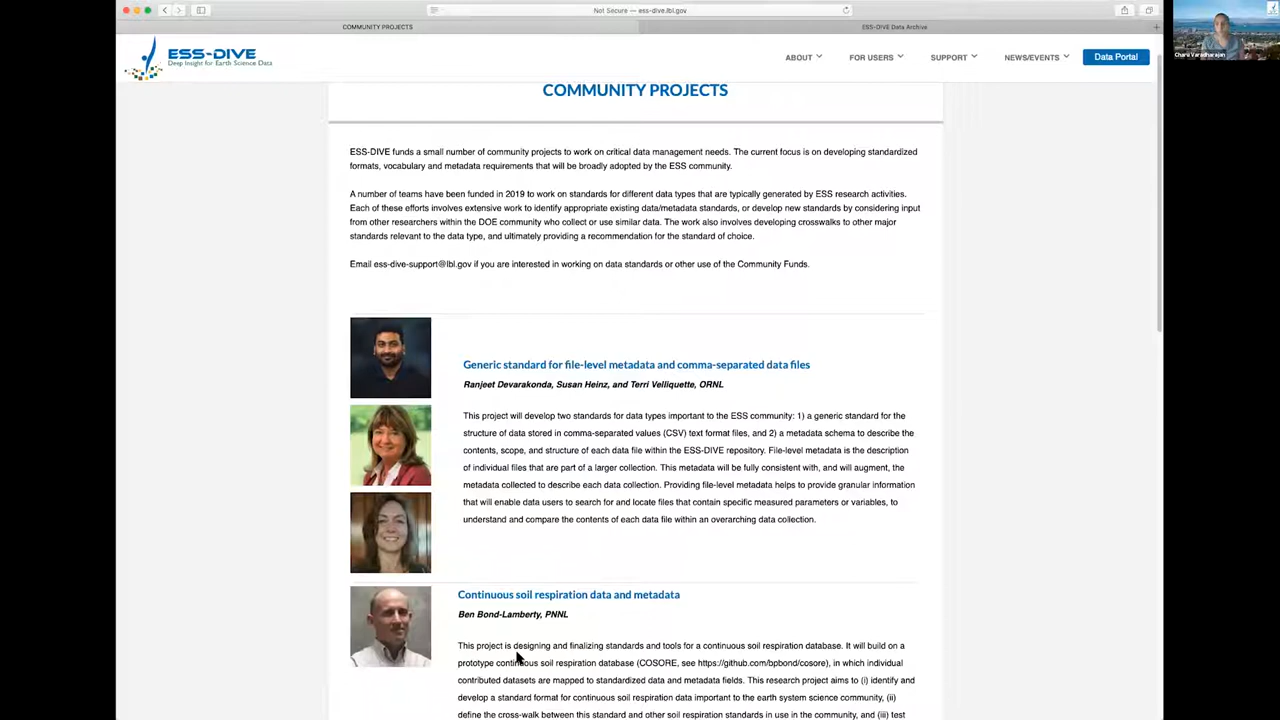 Not Secure — ess-dive.lbl.gov
COMMUNITY PROJECTS
ESS-DIVE Data Archive
ESS-DIVE
Deep Insight for Earth Science Data
ABOUT
FOR USERS
SUPPORT
NEWS/EVENTS
Data Portal
Charu Varadharajan
COMMUNITY PROJECTS
ESS-DIVE funds a small number of community projects to work on critical data management needs. The current focus is on developing standardized
formats, vocabulary and metadata requirements that will be broadly adopted by the ESS community.
A number of teams have been funded in 2019 to work on standards for different data types that are typically generated by ESS research activities.
Each of these efforts involves extensive work to identify appropriate existing data/metadata standards, or develop new standards by considering input
from other researchers within the DOE community who collect or use similar data. The work also involves developing crosswalks to other major
standards relevant to the data type, and ultimately providing a recommendation for the standard of choice.
Email ess-dive-support@lbl.gov if you are interested in working on data standards or other use of the Community Funds.
Generic standard for file-level metadata and comma-separated data files
Ranjeet Devarakonda, Susan Heinz, and Terri Velliquette, ORNL
This project will develop two standards for data types important to the ESS community: 1) a generic standard for the
structure of data stored in comma-separated values (CSV) text format files, and 2) a metadata schema to describe the
contents, scope, and structure of each data file within the ESS-DIVE repository. File-level metadata is the description
of individual files that are part of a larger collection. This metadata will be fully consistent with, and will augment, the
metadata collected to describe each data collection. Providing file-level metadata helps to provide granular information
that will enable data users to search for and locate files that contain specific measured parameters or variables, to
understand and compare the contents of each data file within an overarching data collection.
Continuous soil respiration data and metadata
Ben Bond-Lamberty, PNNL
This project is designing and finalizing standards and tools for a continuous soil respiration database. It will build on a
prototype continuous soil respiration database (COSORE, see https://github.com/bpbond/cosore), in which individual
contributed datasets are mapped to standardized data and metadata fields. This research project aims to (i) identify and
develop a standard format for continuous soil respiration data important to the earth system science community, (ii)
define the cross-walk between this standard and other soil respiration standards in use in the community, and (iii) test